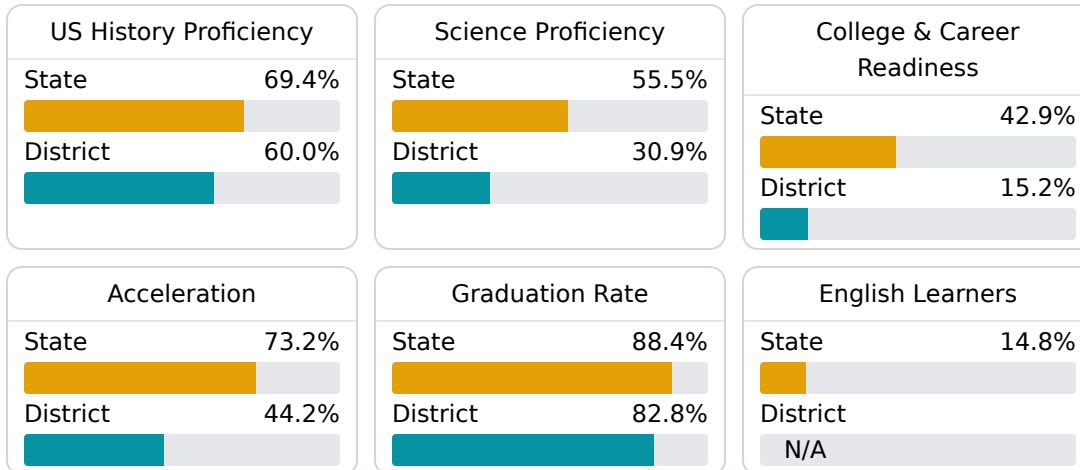 US History Proficiency
State 69.4%
District 60.0%
Science Proficiency
State 55.5%
District 30.9%
College & Career
Readiness
State 42.9%
District 15.2%
Acceleration
State 73.2%
District 44.2%
Graduation Rate
State 88.4%
District 82.8%
English Learners
State 14.8%
District
N/A